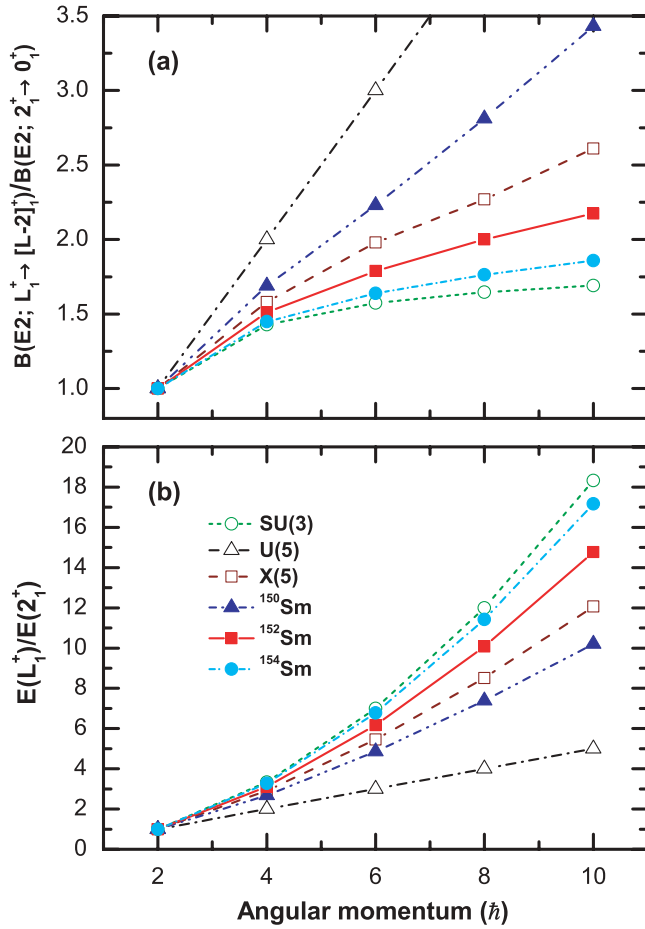 B(E2; L₁⁺→ [L-2]₁⁺)/B(E2; 2₁⁺→ 0₁⁺)
3.5
(a)
3.0
2.5
2.0
1.5
1.0
E(L₁⁺)/E(2₁⁺)
20
(b)
18
16
SU(3)
14
U(5)
12
X(5)
10
¹⁵⁰Sm
8
¹⁵²Sm
6
¹⁵⁴Sm
4
2
0
2 4 6 8 10
Angular momentum (ℏ)